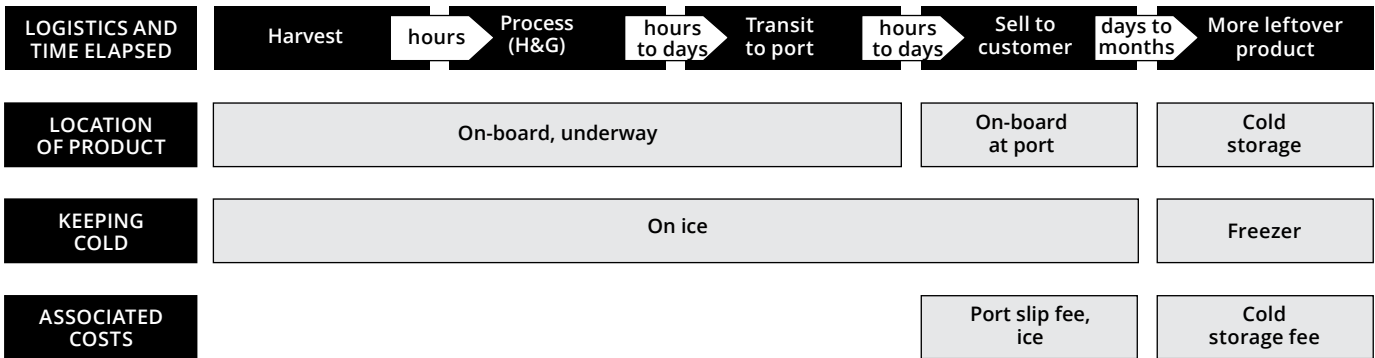 LOGISTICS AND
TIME ELAPSED
Harvest
hours
Process
(H&G)
hours
to days
Transit
to port
hours
to days
Sell to
customer
days to
months
More leftover
product
LOCATION
OF PRODUCT
On-board, underway
On-board
at port
Cold
storage
KEEPING
COLD
On ice
Freezer
ASSOCIATED
COSTS
Port slip fee,
ice
Cold
storage fee